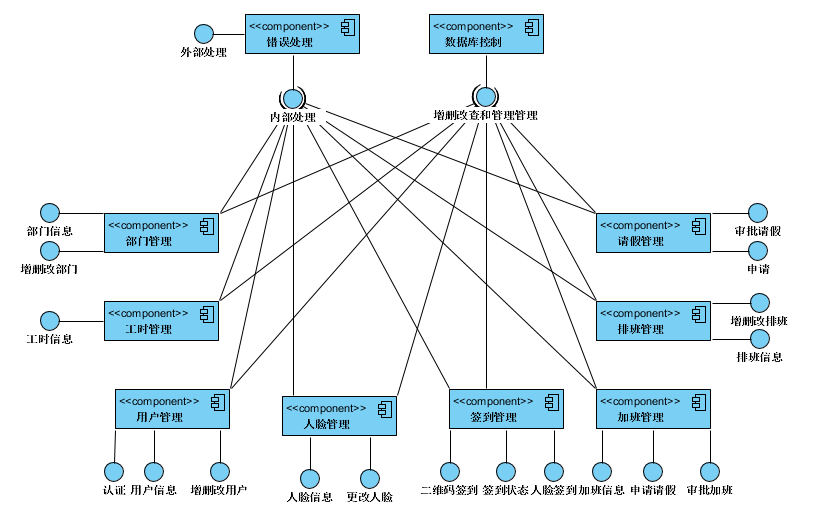 <<component>>
错误处理
<<component>>
数据库控制
外部处理
内部处理
增删改查和管理管理
<<component>>
部门管理
部门信息
增删改部门
<<component>>
请假管理
审批请假
申请
<<component>>
工时管理
工时信息
<<component>>
排班管理
增删改排班
排班信息
<<component>>
用户管理
<<component>>
人脸管理
<<component>>
签到管理
<<component>>
加班管理
认证
用户信息
增删改用户
人脸信息
更改人脸
二维码签到
签到状态
人脸签到
加班信息
申请请假
审批加班